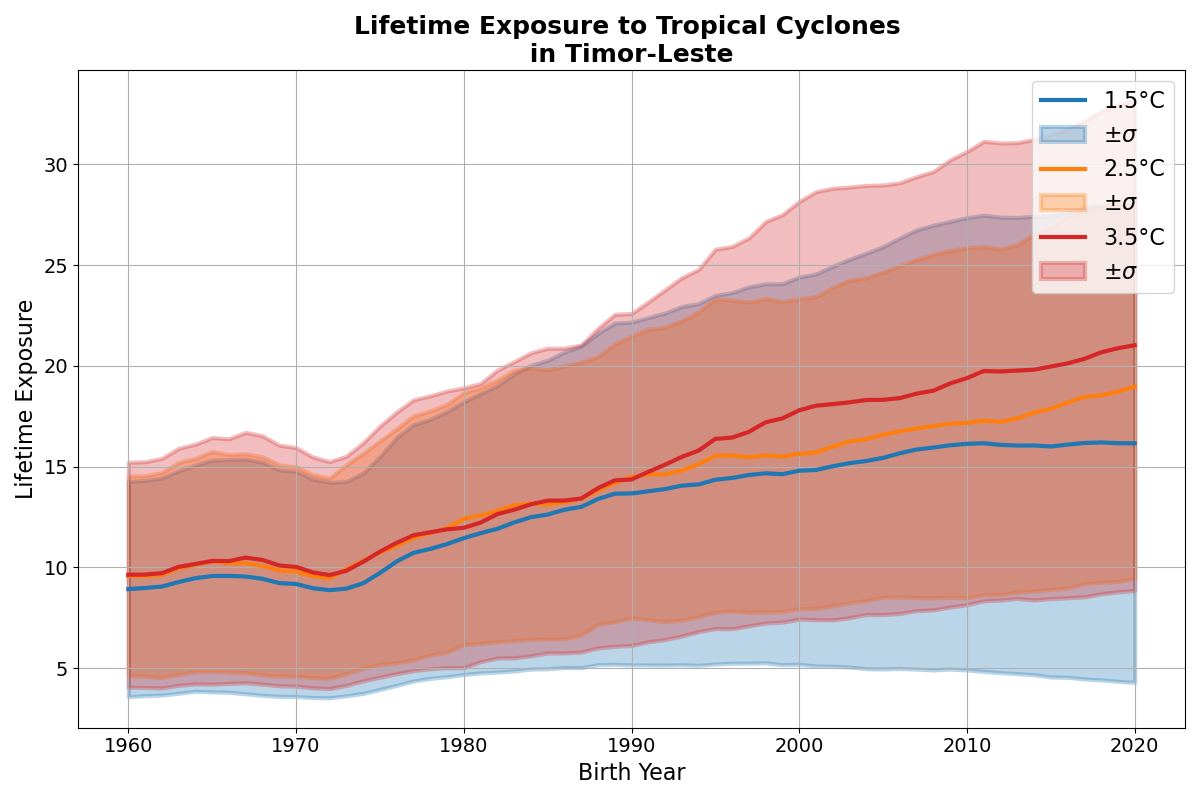 Lifetime Exposure to Tropical Cyclones
in Timor-Leste
1.5°C
±σ
2.5°C
±σ
3.5°C
±σ
Lifetime Exposure
30
25
20
15
10
5
1960
1970
1980
1990
2000
2010
2020
Birth Year